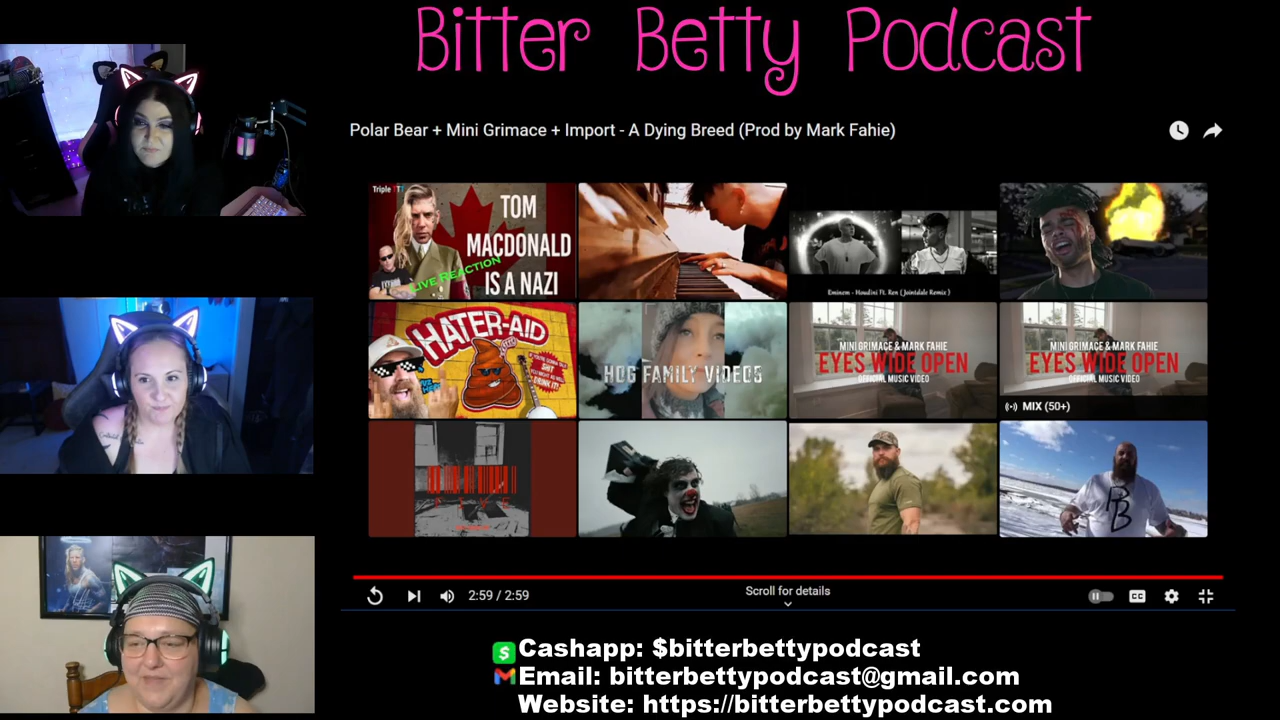 Bitter Betty Podcast
Polar Bear + Mini Grimace + Import - A Dying Breed (Prod by Mark Fahie)
Triple TTT
TOM
MACDONALD
IS A NAZI
LIVE REACTION
Eminem - Houdini Ft. Ren ( Jointdale Remix )
HATER-AID
HOG FAMILY VIDEOS
MINI GRIMACE & MARK FAHIE
EYES WIDE OPEN
OFFICIAL MUSIC VIDEO
MINI GRIMACE & MARK FAHIE
EYES WIDE OPEN
OFFICIAL MUSIC VIDEO
MIX (50+)
PB
2:59 / 2:59
Scroll for details
CC
$ Cashapp: $bitterbettypodcast
Email: bitterbettypodcast@gmail.com
Website: https://bitterbettypodcast.com